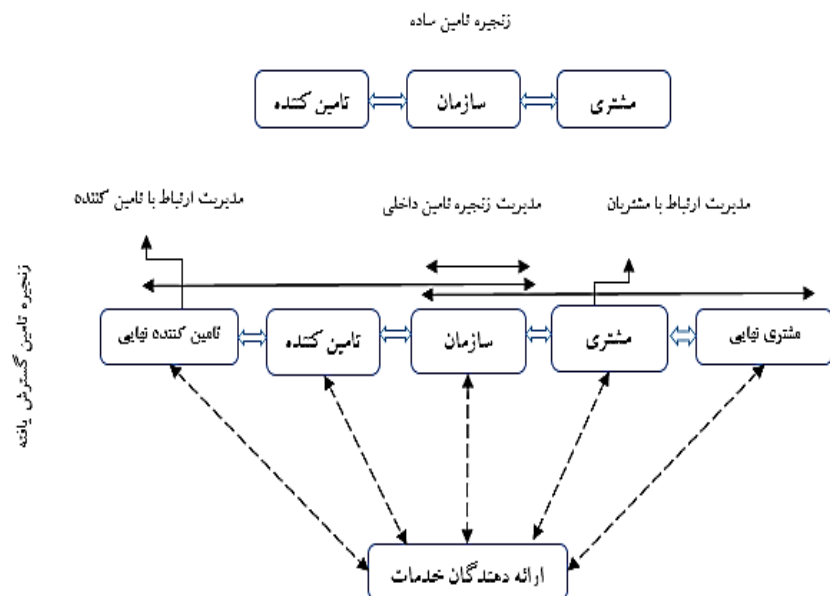 زنجیره تامین ساده
مشتری
سازمان
تامین کننده
مدیریت ارتباط با مشتریان
مدیریت زنجیره تامین داخلی
مدیریت ارتباط با تامین کننده
زنجیره تامین گسترش یافته
مشتری نهایی
مشتری
سازمان
تامین کننده
تامین کننده نهایی
ارائه دهندگان خدمات